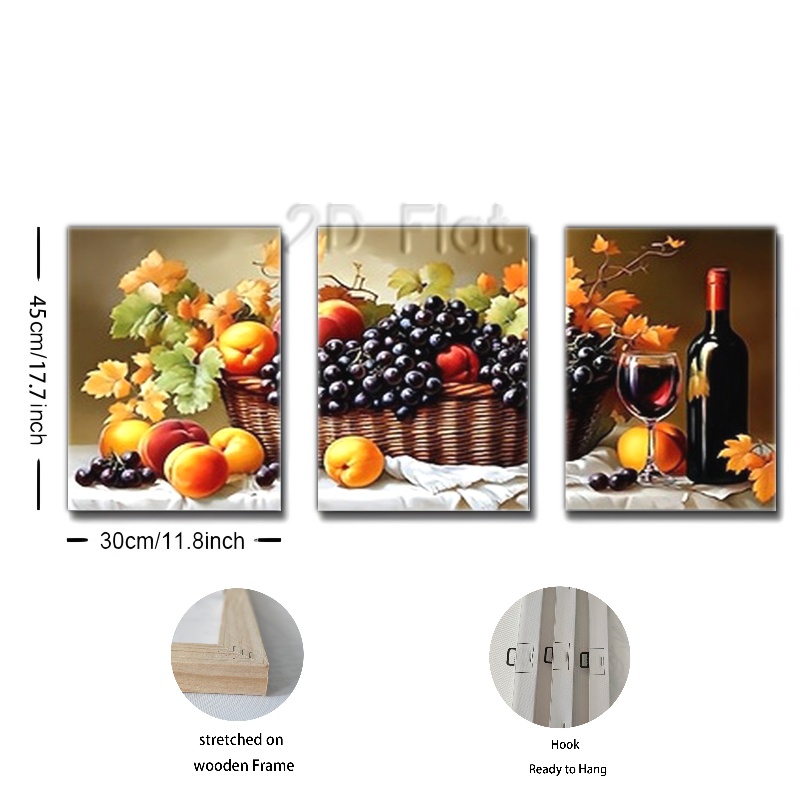 2D Flat
45cm/17.7inch
30cm/11.8inch
stretched on
wooden Frame
Hook
Ready to Hang